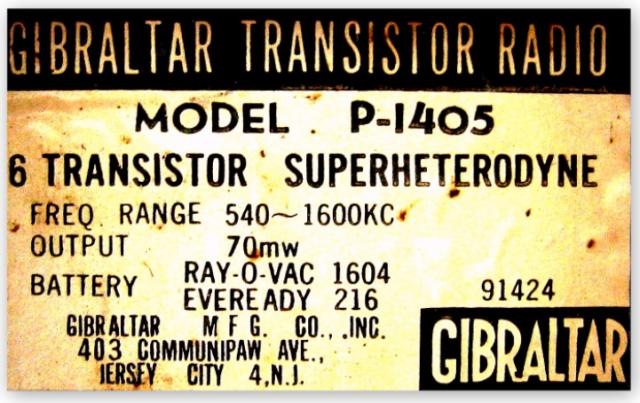 GIBRALTAR TRANSISTOR RADIO
MODEL P-1405
6 TRANSISTOR SUPERHETERODYNE
FREQ. RANGE 540~1600KC
OUTPUT 70mw
BATTERY RAY-O-VAC 1604
EVEREADY 216
91424
GIBRALTAR MFG. CO., INC.
403 COMMUNIPAW AVE.,
JERSEY CITY 4, N.J.
GIBRALTAR